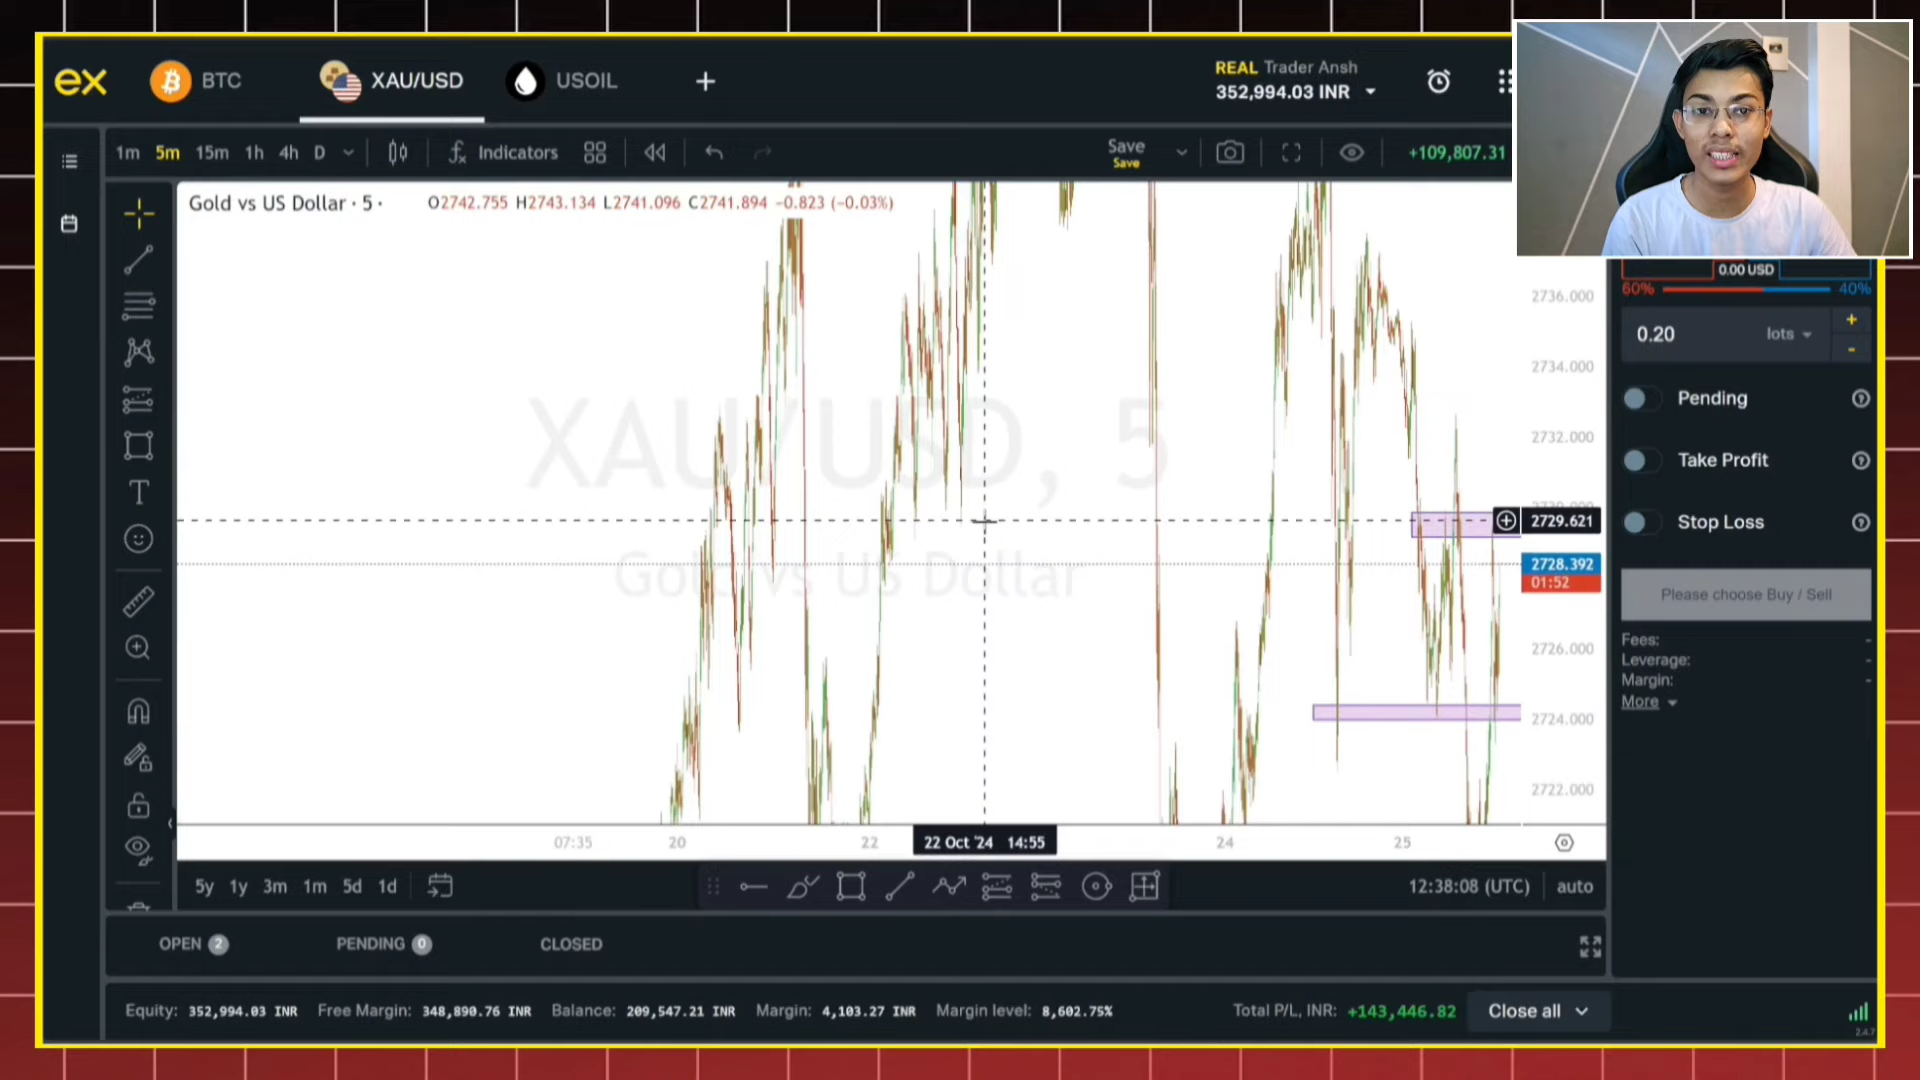 ex BTC XAU/USD USOIL +
REAL Trader Ansh
352,994.03 INR
1m 5m 15m 1h 4h D Indicators Save +109,807.31
Save
Gold vs US Dollar · 5 · O2742.755 H2743.134 L2741.096 C2741.894 −0.823 (−0.03%)
XAU/USD, 5
Gold vs US Dollar
2736.000
2734.000
2732.000
2729.621
2728.392
01:52
2726.000
2724.000
2722.000
07:35 20 22 22 Oct '24 14:55 24 25
5y 1y 3m 1m 5d 1d 12:38:08 (UTC) auto
0.00 USD
60% 40%
0.20 lots + -
Pending
Take Profit
Stop Loss
Please choose Buy / Sell
Fees: -
Leverage: -
Margin: -
More
OPEN 2 PENDING 0 CLOSED
Equity: 352,994.03 INR Free Margin: 348,890.76 INR Balance: 209,547.21 INR Margin: 4,103.27 INR Margin level: 8,602.75% Total P/L, INR: +143,446.82 Close all
2.4.7